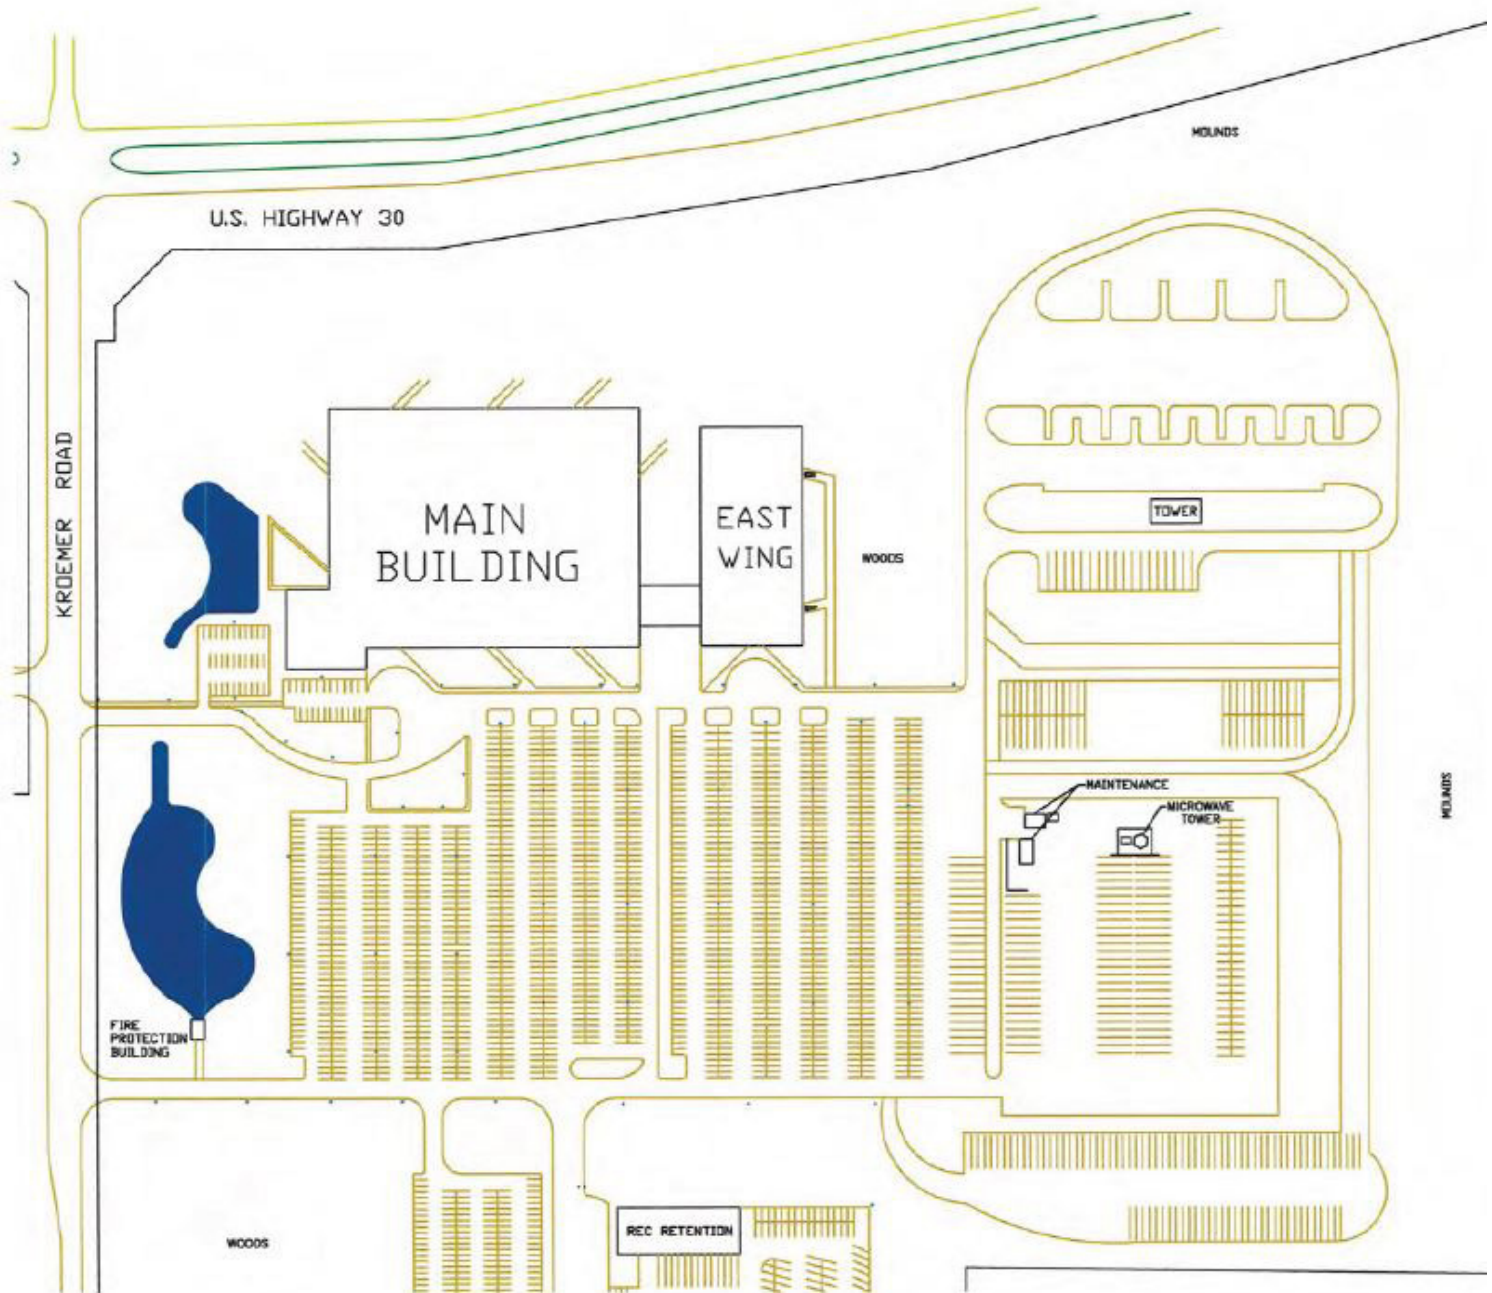 MOUNDS
U.S. HIGHWAY 30
KROEMER ROAD
MAIN
BUILDING
EAST
WING
WOODS
TOWER
MAINTENANCE
MICROWAVE
TOWER
MOUNDS
FIRE
PROTECTION
BUILDING
WOODS
REC RETENTION